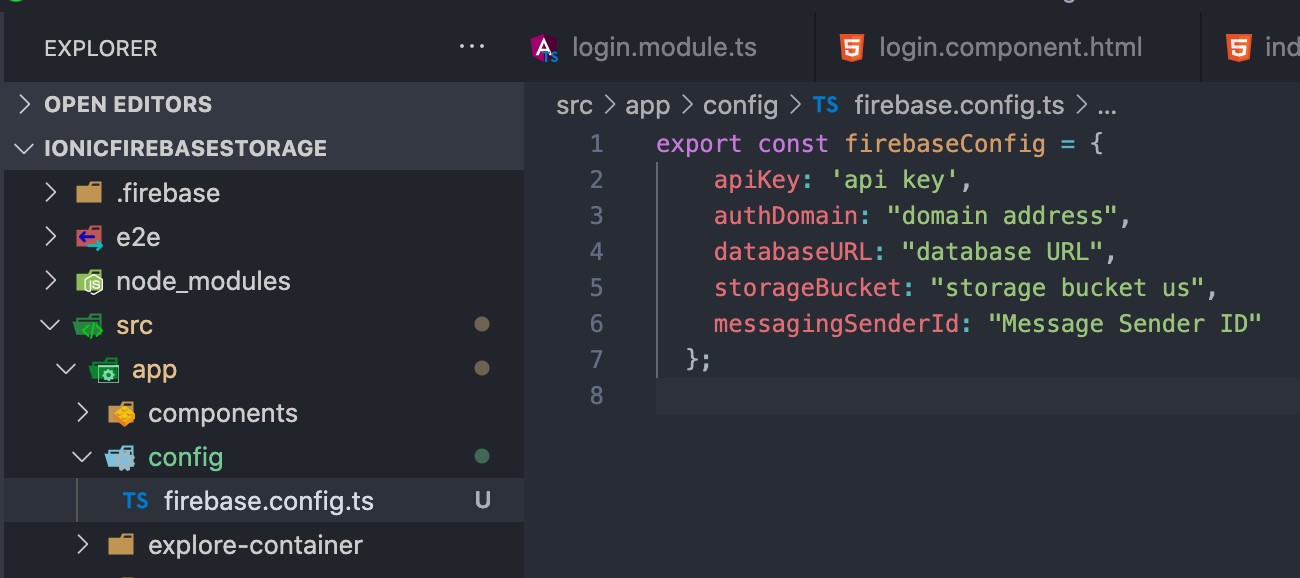 EXPLORER ...
OPEN EDITORS
IONICFIREBASESTORAGE
.firebase
e2e
node_modules
src
app
components
config
TS firebase.config.ts U
explore-container
login.module.ts login.component.html
src > app > config > TS firebase.config.ts > ...
1 export const firebaseConfig = {
2 apiKey: 'api key',
3 authDomain: "domain address",
4 databaseURL: "database URL",
5 storageBucket: "storage bucket us",
6 messagingSenderId: "Message Sender ID"
7 };
8